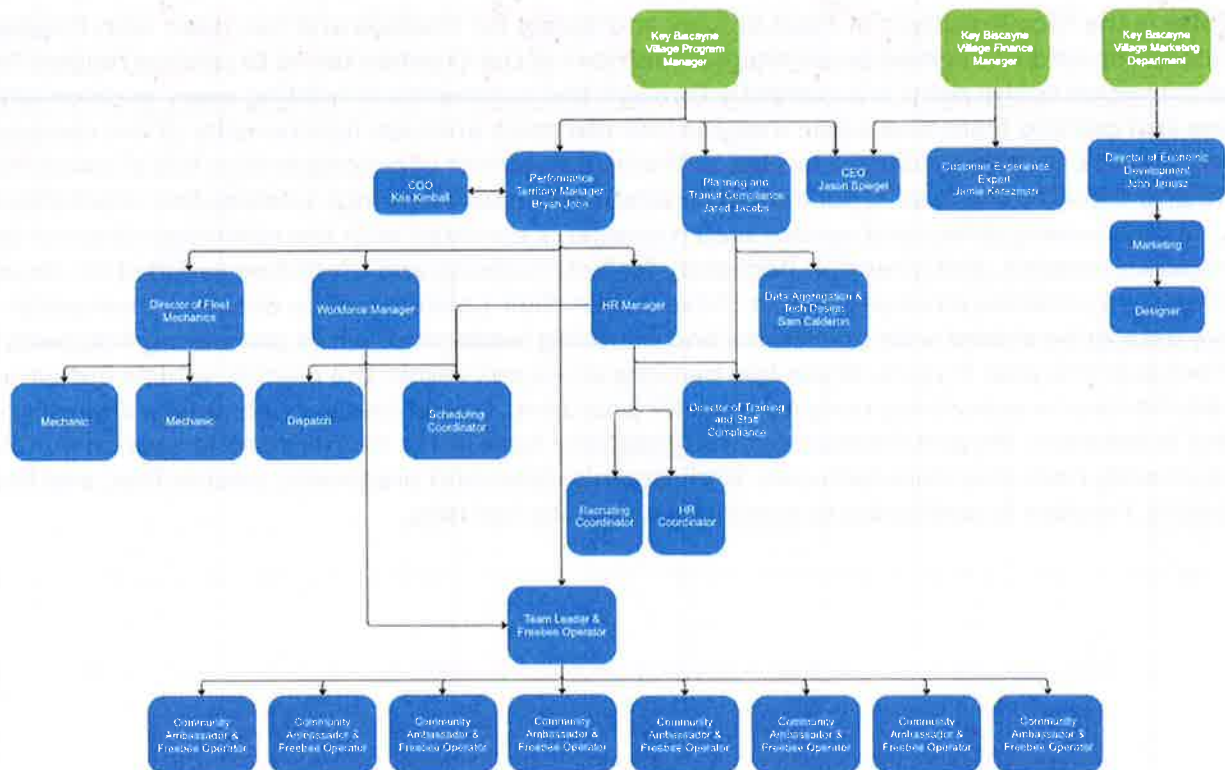 Key Biscayne
Village Program
Manager
Key Biscayne
Village Finance
Manager
Key Biscayne
Village Marketing
Department
COO
Kris Kimball
Performance
Territory Manager
Bryan
Planning and
Transit Compliance
Jared Jacobs
CEO
Jason Spiegel
Customer Experience
Expert
Jamie
Director of Economic
Development
John
Director of Fleet
Mechanics
Workforce Manager
HR Manager
Data Aggregation &
Tech Design
Sam Calderon
Marketing
Designer
Mechanic
Mechanic
Dispatch
Scheduling
Coordinator
Director of Training
and Staff
Compliance
Recruiting
Coordinator
HR
Coordinator
Team Leader &
Freebee Operator
Community
Ambassador &
Freebee Operator
Community
Ambassador &
Freebee Operator
Community
Ambassador &
Freebee Operator
Community
Ambassador &
Freebee Operator
Community
Ambassador &
Freebee Operator
Community
Ambassador &
Freebee Operator
Community
Ambassador &
Freebee Operator
Community
Ambassador &
Freebee Operator